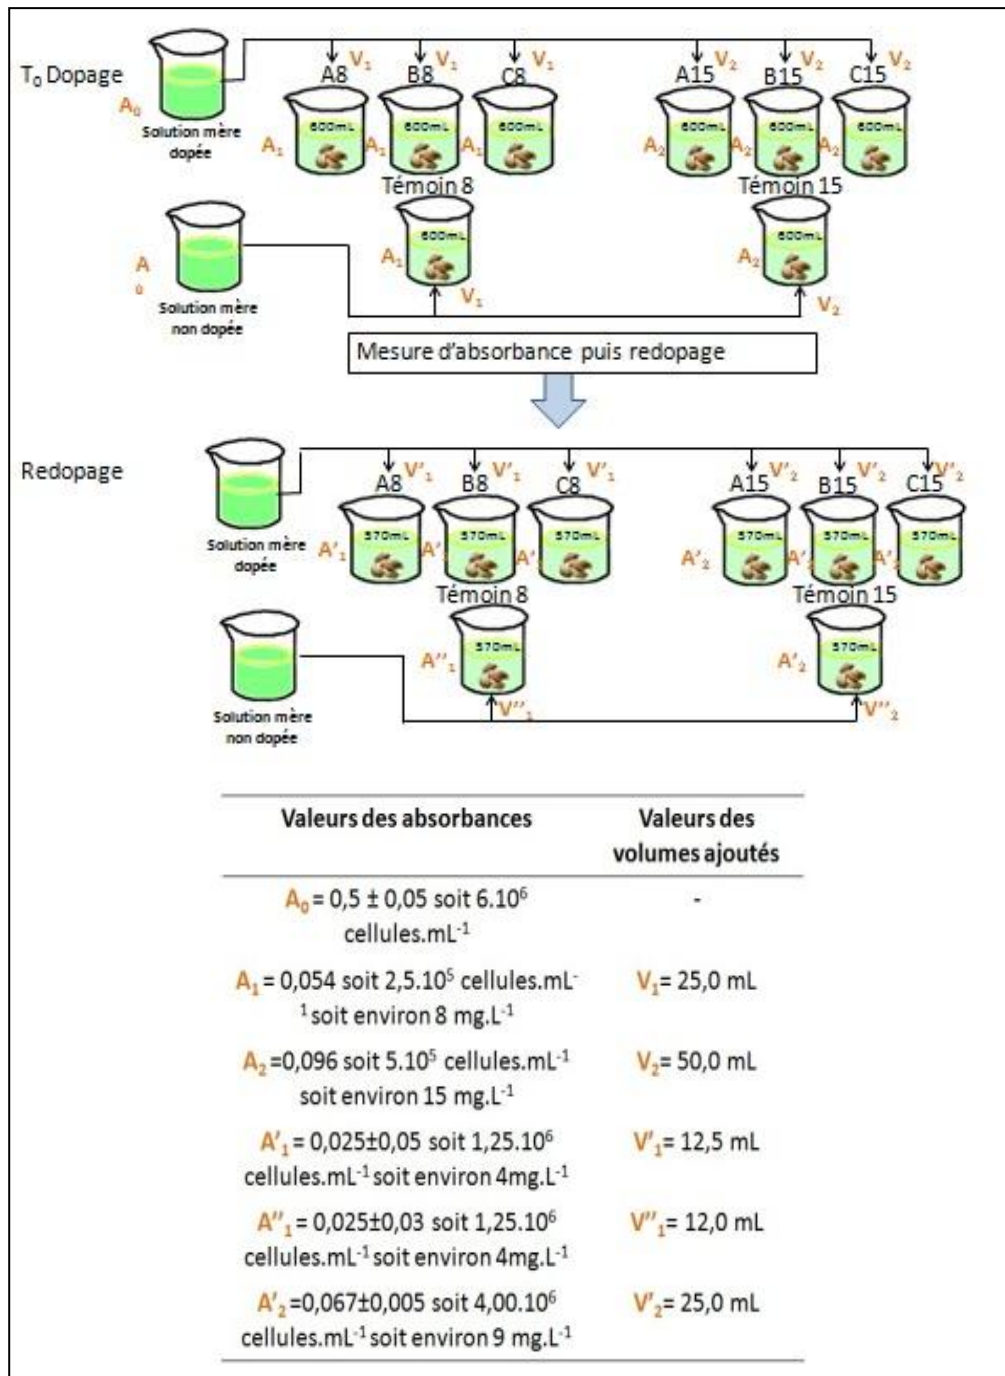 T₀ Dopage
A₀
Solution mère
dopée
V₁ V₁ V₁ V₂ V₂ V₂
A8 B8 C8 A15 B15 C15
600mL 600mL 600mL 600mL 600mL 600mL
A₁ A₁ A₁ A₂ A₂ A₂
Témoin 8 Témoin 15
600mL 600mL
A₁ A₂
A
₀
V₁ V₂
Solution mère
non dopée
Mesure d'absorbance puis redopage
Redopage
V'₁ V'₁ V'₁ V'₂ V'₂ V'₂
A8 B8 C8 A15 B15 C15
570mL 570mL 570mL 570mL 570mL 570mL
Solution mère
dopée
A'₁ A' A' A'₂ A' A'₂
Témoin 8 Témoin 15
570mL 570mL
A''₁ A'₂
V''₁ V''₂
Solution mère
non dopée
Valeurs des absorbances Valeurs des
volumes ajoutés
A₀ = 0,5 ± 0,05 soit 6.10⁶ -
cellules.mL⁻¹
A₁ = 0,054 soit 2,5.10⁵ cellules.mL⁻ V₁= 25,0 mL
¹ soit environ 8 mg.L⁻¹
A₂ =0,096 soit 5.10⁵ cellules.mL⁻¹ V₂= 50,0 mL
soit environ 15 mg.L⁻¹
A'₁ = 0,025±0,05 soit 1,25.10⁶ V'₁= 12,5 mL
cellules.mL⁻¹ soit environ 4mg.L⁻¹
A''₁ = 0,025±0,03 soit 1,25.10⁶ V''₁= 12,0 mL
cellules.mL⁻¹ soit environ 4mg.L⁻¹
A'₂ =0,067±0,005 soit 4,00.10⁶ V'₂= 25,0 mL
cellules.mL⁻¹ soit environ 9 mg.L⁻¹